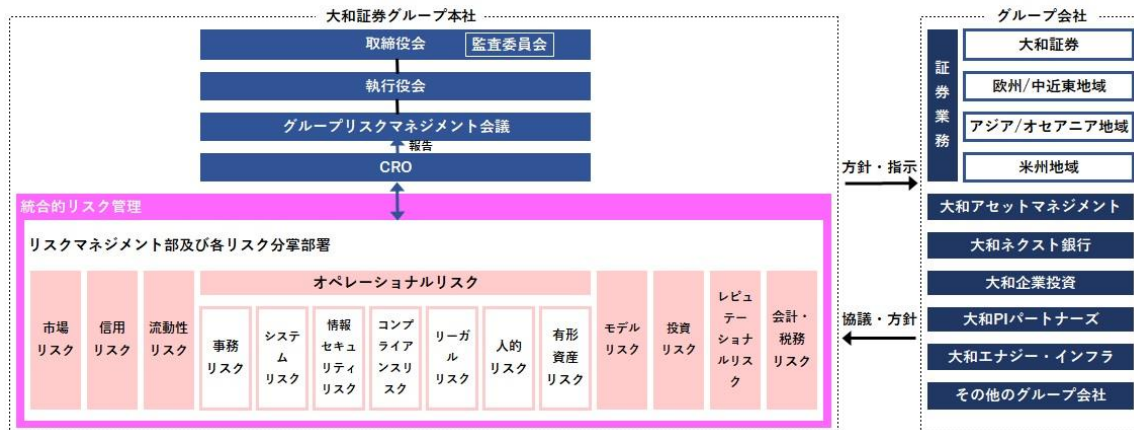 大和証券グループ本社
取締役会
監査委員会
執行役会
グループリスクマネジメント会議
報告
CRO
統合的リスク管理
リスクマネジメント部及び各リスク分掌部署
市場
リスク
信用
リスク
流動性
リスク
オペレーショナルリスク
事務
リスク
システ
ム
リスク
情報
セキュ
リティ
リスク
コンプ
ライア
ンスリ
スク
リーガ
ル
リスク
人的
リスク
有形
資産リ
スク
モデル
リスク
投資
リスク
レピュ
テー
ショナ
ルリス
ク
会計・
税務
リスク
方針・指示
協議・方針
グループ会社
証券業務
大和証券
欧州/中近東地域
アジア/オセアニア地域
米州地域
大和アセットマネジメント
大和ネクスト銀行
大和企業投資
大和PIパートナーズ
大和エナジー・インフラ
その他のグループ会社